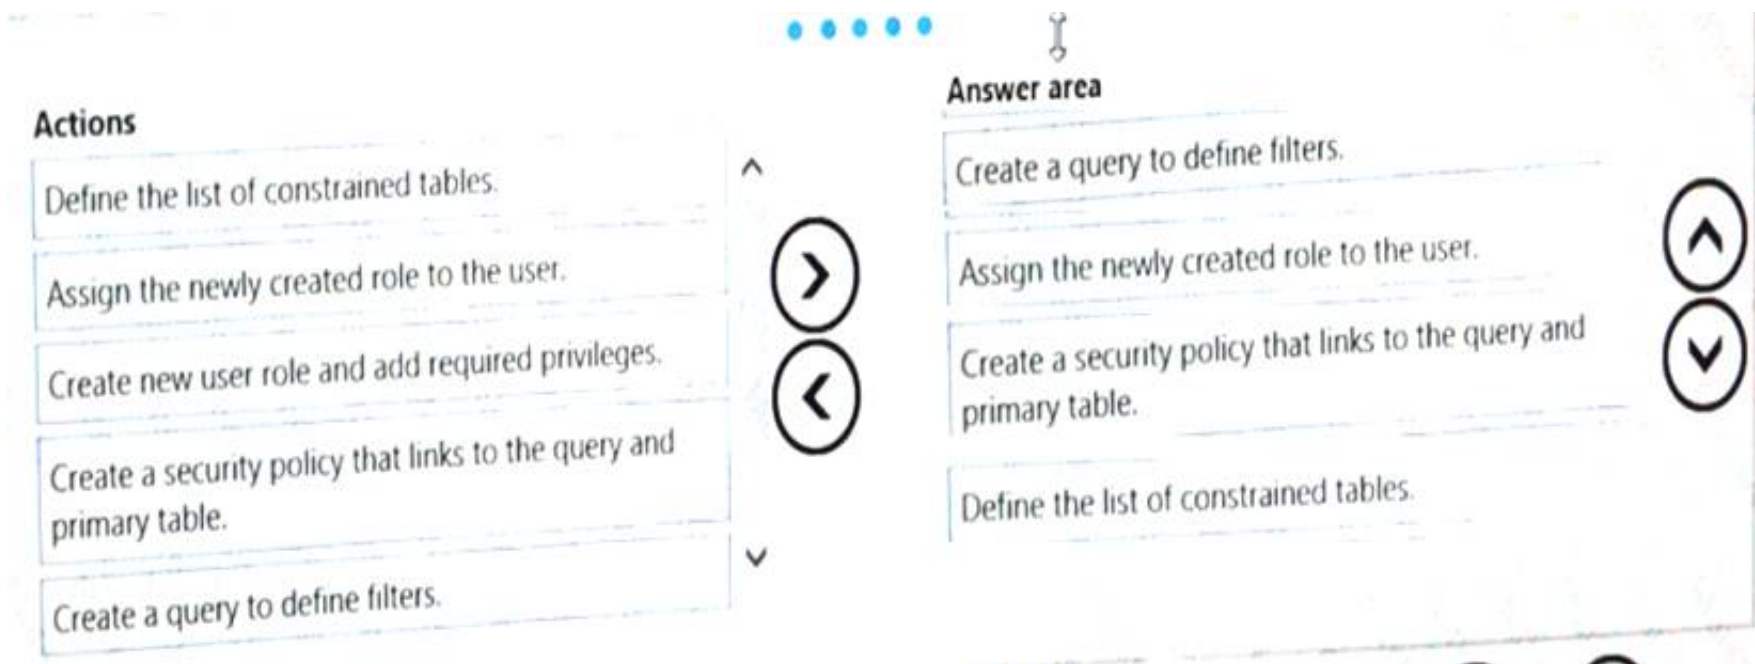 Actions
Define the list of constrained tables.
Assign the newly created role to the user.
Create new user role and add required privileges.
Create a security policy that links to the query and
primary table.
Create a query to define filters.
Answer area
Create a query to define filters.
Assign the newly created role to the user.
Create a security policy that links to the query and
primary table.
Define the list of constrained tables.